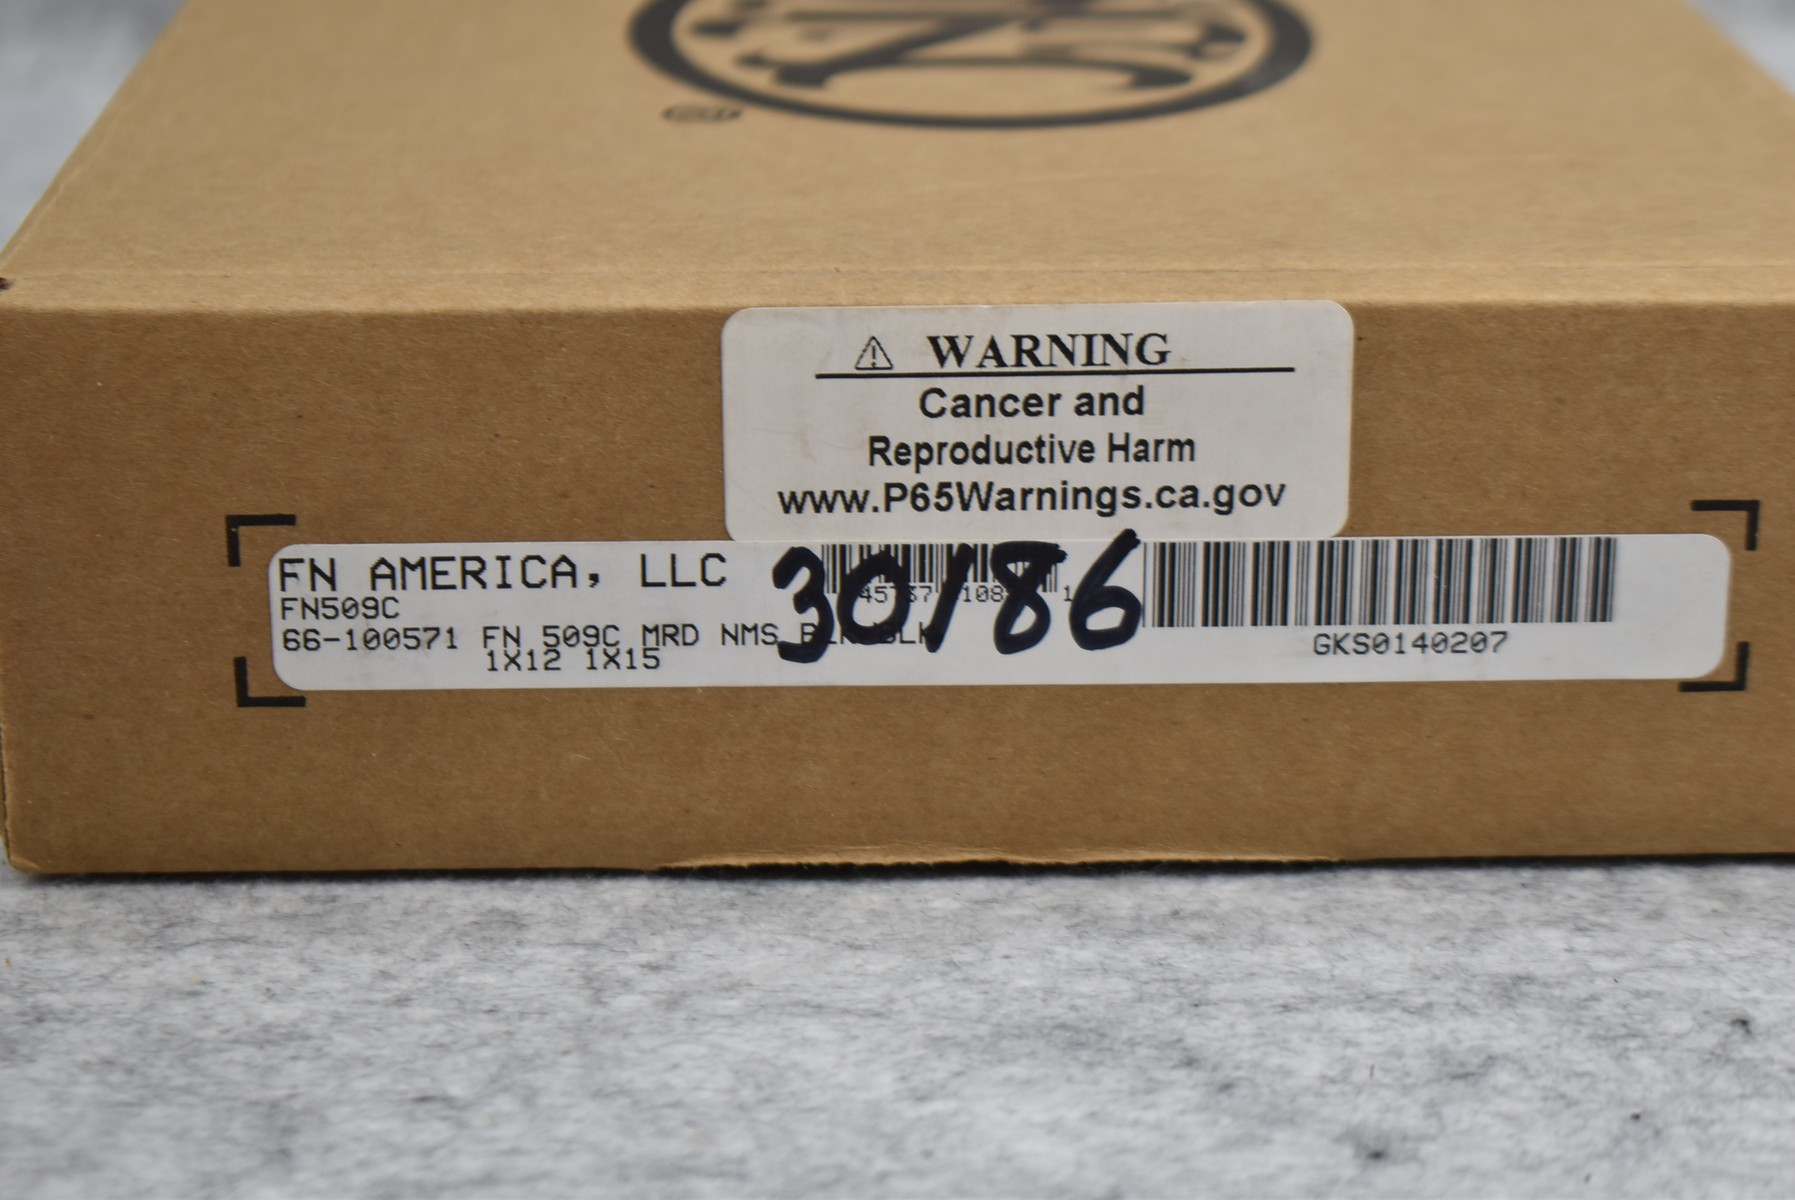 WARNING
Cancer and
Reproductive Harm
www.P65Warnings.ca.gov
FN AMERICA, LLC
30186
FN509C
66-100571 FN 509C MRD NMS
1X12 1X15
GKS0140207